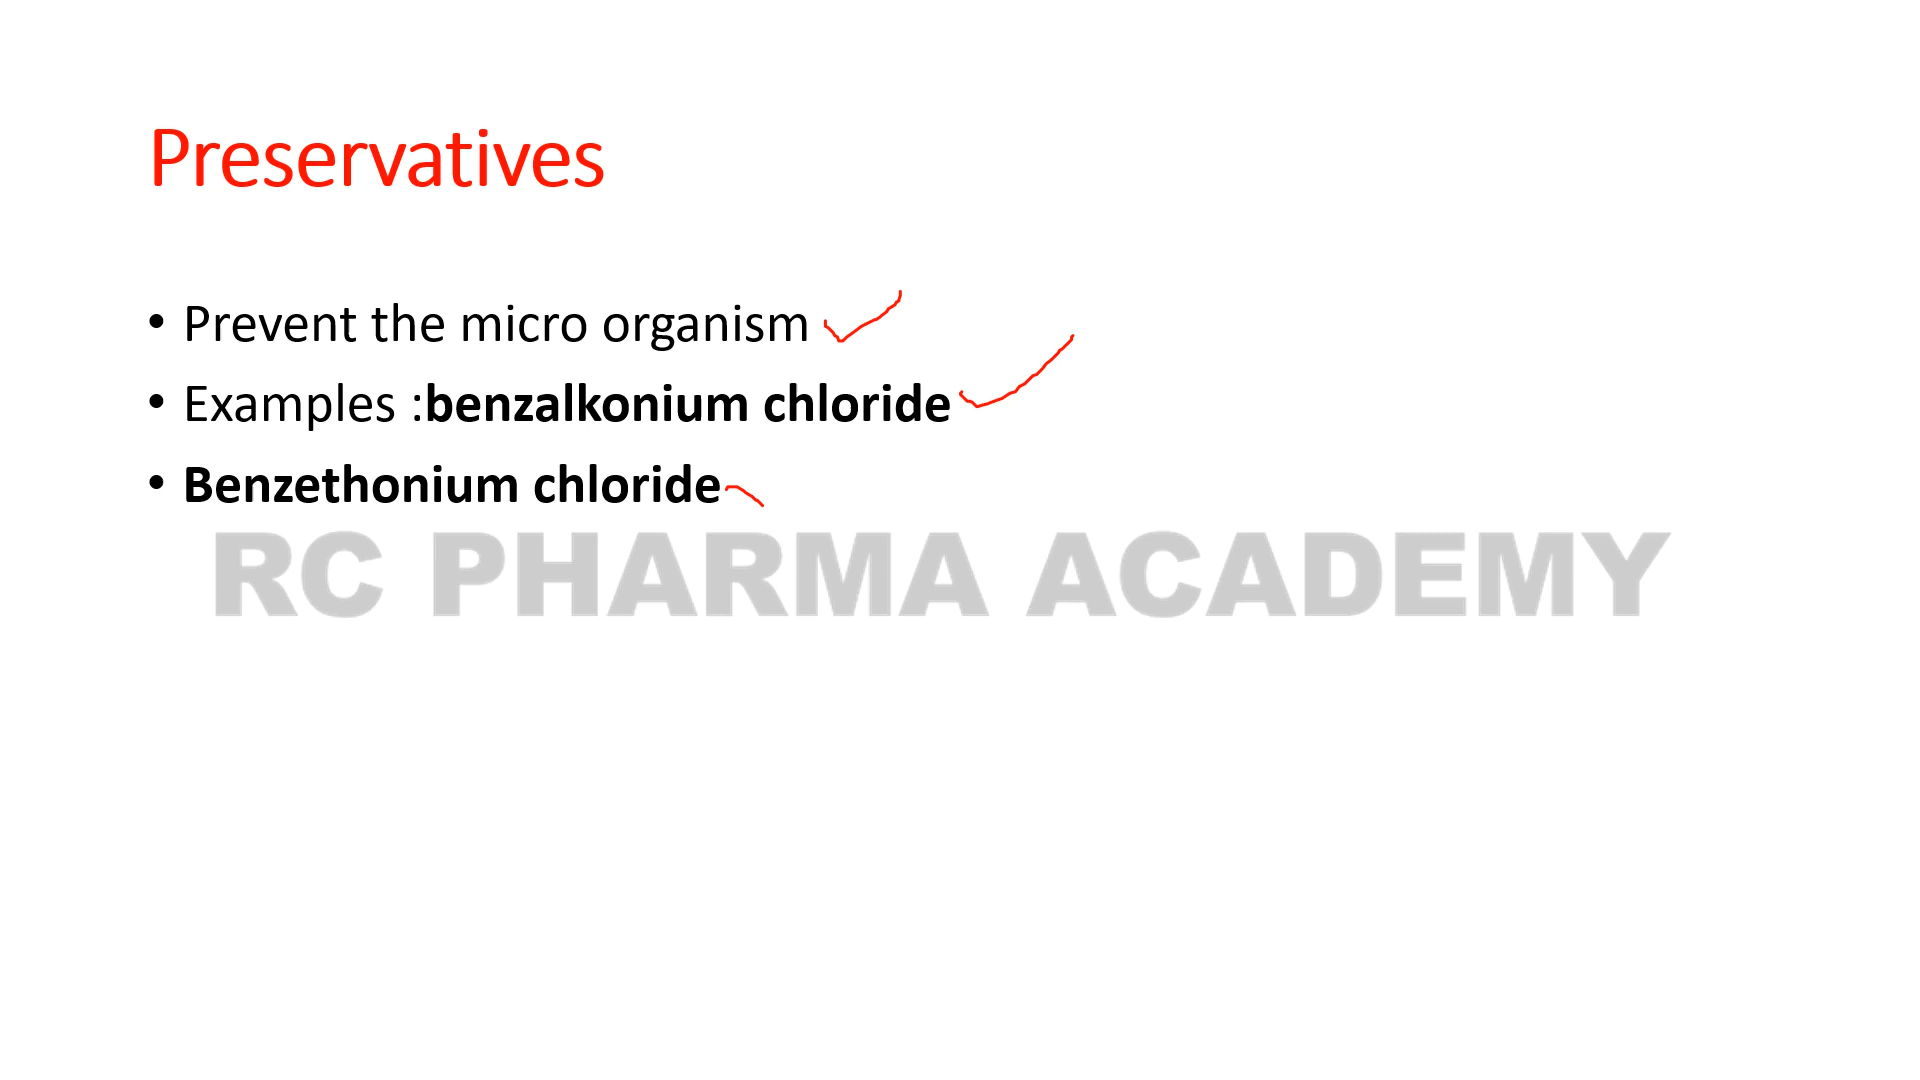 Preservatives
• Prevent the micro organism
• Examples :benzalkonium chloride
• Benzethonium chloride
RC PHARMA ACADEMY